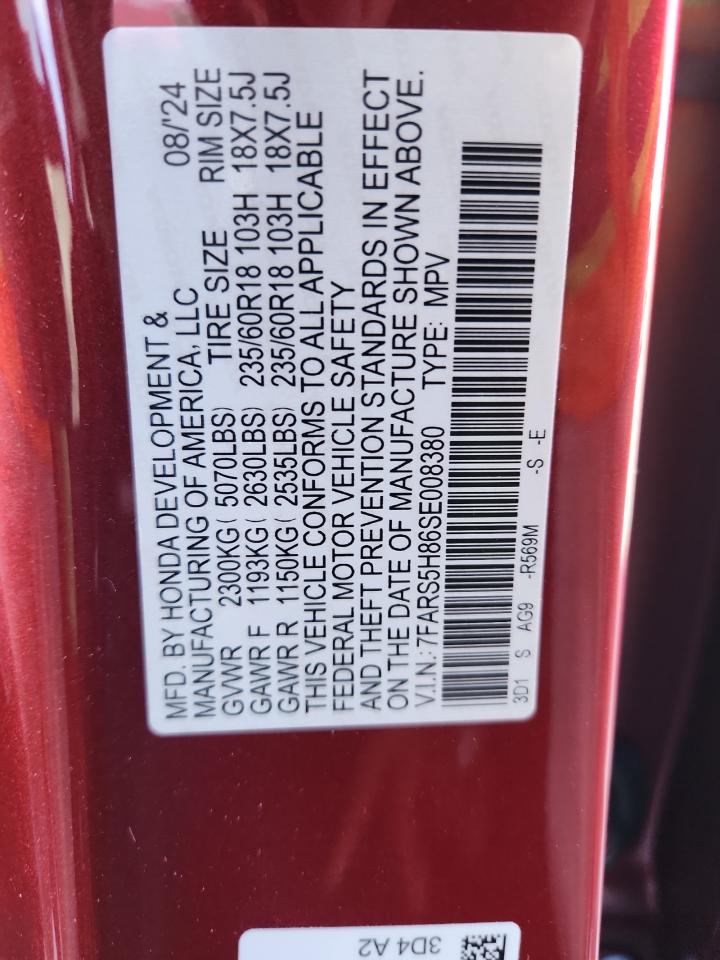 MFD. BY HONDA DEVELOPMENT & 08/'24
MANUFACTURING OF AMERICA, LLC
TIRE SIZE RIM SIZE
GVWR 2300KG( 5070LBS)
GAWR F 1193KG( 2630LBS) 235/60R18 103H 18X7.5J
GAWR R 1150KG( 2535LBS) 235/60R18 103H 18X7.5J
THIS VEHICLE CONFORMS TO ALL APPLICABLE
FEDERAL MOTOR VEHICLE SAFETY
AND THEFT PREVENTION STANDARDS IN EFFECT
ON THE DATE OF MANUFACTURE SHOWN ABOVE.
V.I.N.: 7FARS5H86SE008380 TYPE: MPV
3D1 S AG9 -R569M -S -E
3D4 A2